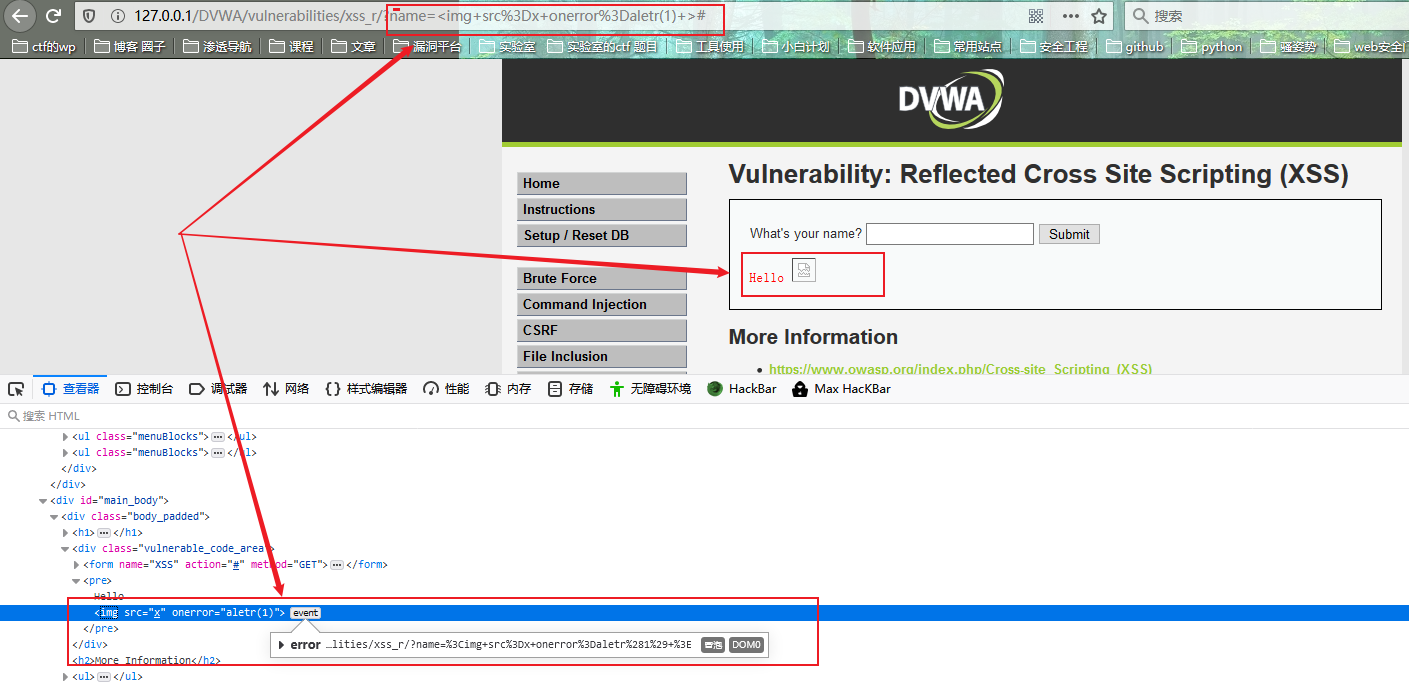 127.0.0.1/DVWA/vulnerabilities/xss_r/?name=<img+src%3Dx+onerror%3Daletr(1)+>#
搜索
ctf的wp 博客 圈子 渗透导航 课程 文章 漏洞平台 实验室 实验室的ctf 题目 工具使用 小白计划 软件应用 常用站点 安全工程 github python 骚姿势 web安全门
DVWA
Home
Instructions
Setup / Reset DB
Brute Force
Command Injection
CSRF
File Inclusion
Vulnerability: Reflected Cross Site Scripting (XSS)
What's your name? Submit
Hello
More Information
https://www.owasp.org/index.php/Cross-site_Scripting_(XSS)
查看器 控制台 调试器 网络 样式编辑器 性能 内存 存储 无障碍环境 HackBar Max HacKBar
搜索 HTML
<ul class="menuBlocks"> ••• </ul>
<ul class="menuBlocks"> ••• </ul>
</div>
</div>
<div id="main_body">
<div class="body_padded">
<h1> ••• </h1>
<div class="vulnerable_code_area">
<form name="XSS" action="#" method="GET"> ••• </form>
<pre>
Hello
<img src="x" onerror="aletr(1)"> event
</pre>
error …lities/xss_r/?name=%3Cimg+src%3Dx+onerror%3Daletr%281%29+%3E 冒泡 DOM0
</div>
<h2>More Information</h2>
<ul> ••• </ul>